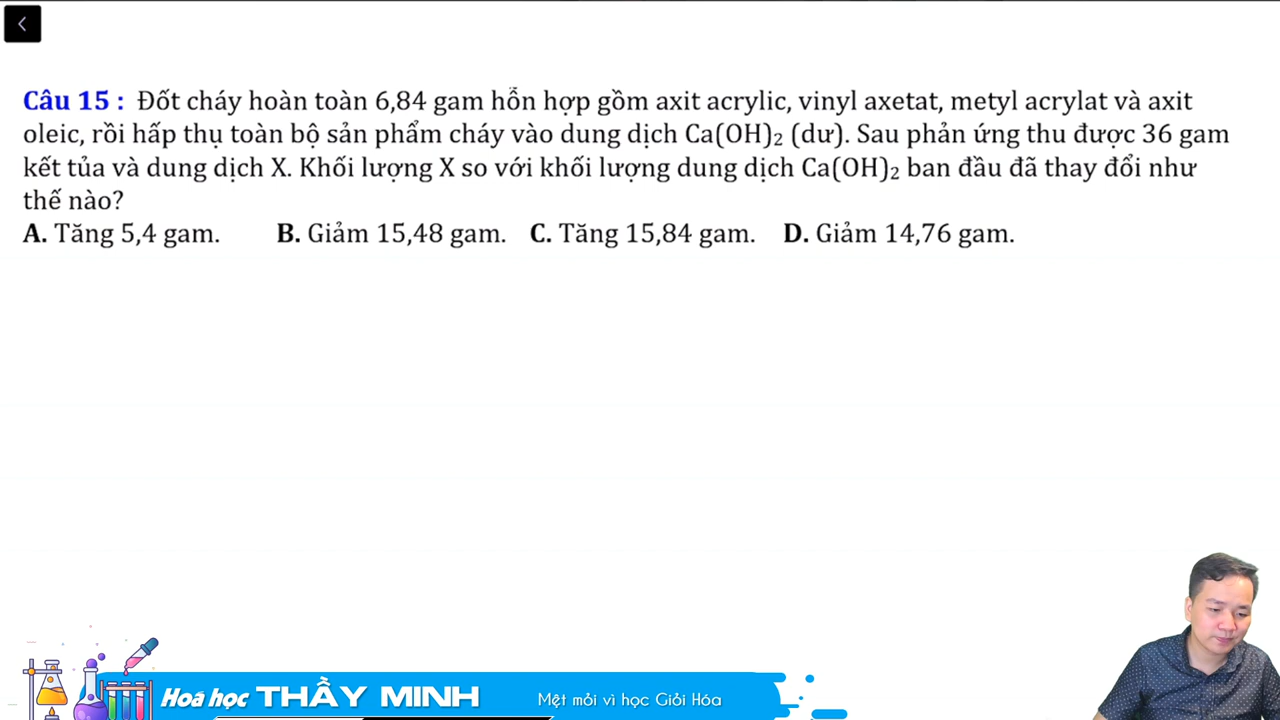 Câu 15 : Đốt cháy hoàn toàn 6,84 gam hỗn hợp gồm axit acrylic, vinyl axetat, metyl acrylat và axit
oleic, rồi hấp thụ toàn bộ sản phẩm cháy vào dung dịch Ca(OH)₂ (dư). Sau phản ứng thu được 36 gam
kết tủa và dung dịch X. Khối lượng X so với khối lượng dung dịch Ca(OH)₂ ban đầu đã thay đổi như
thế nào?
A. Tăng 5,4 gam. B. Giảm 15,48 gam. C. Tăng 15,84 gam. D. Giảm 14,76 gam.
Hoá học THẦY MINH Mệt mỏi vì học Giỏi Hóa